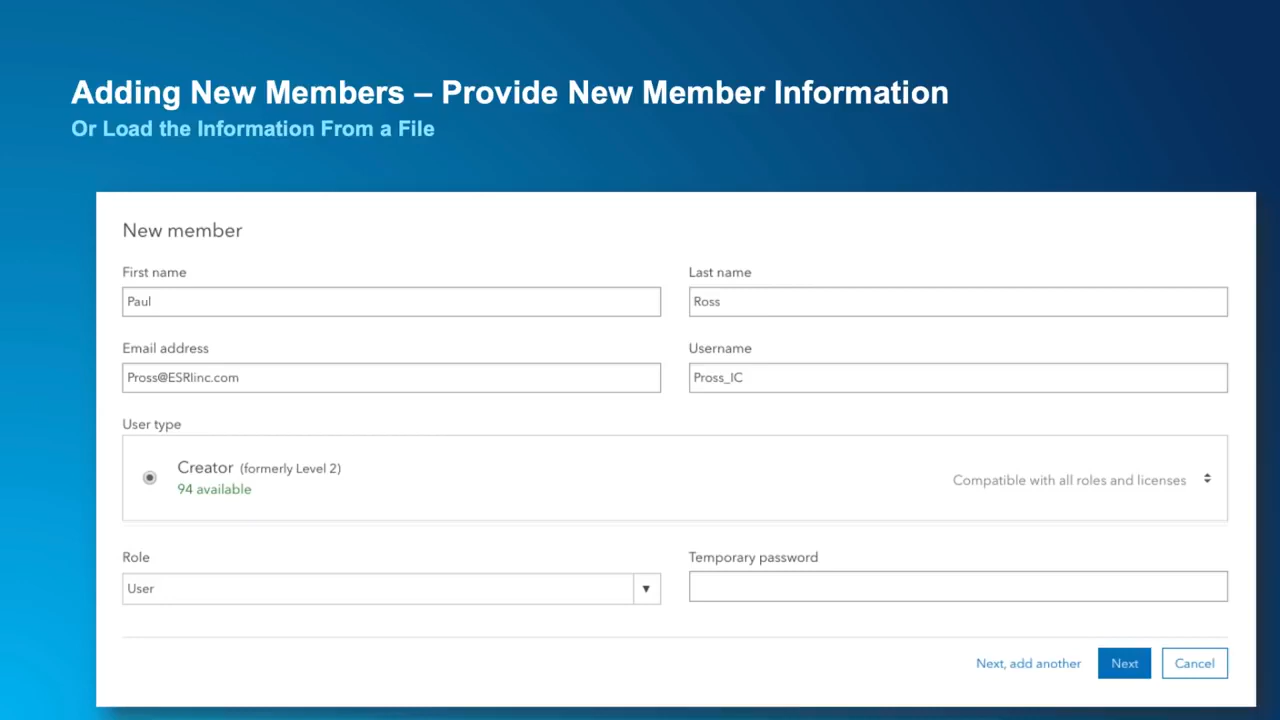 Adding New Members – Provide New Member Information
Or Load the Information From a File
New member
First name
Last name
Paul
Ross
Email address
Username
Pross@ESRIinc.com
Pross_IC
User type
Creator (formerly Level 2)
94 available
Compatible with all roles and licenses
Role
Temporary password
User
Next, add another
Next
Cancel